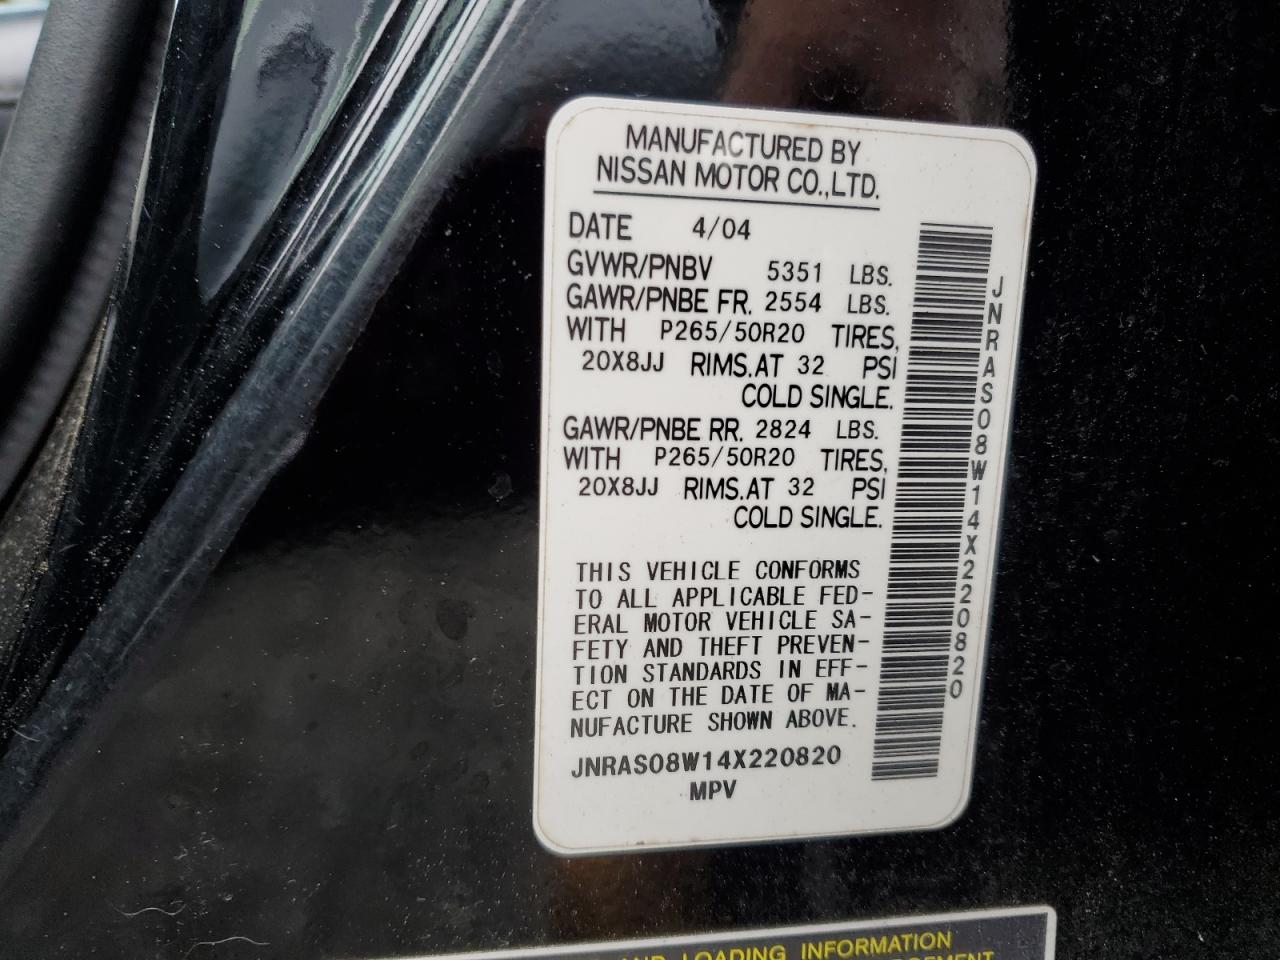 MANUFACTURED BY
NISSAN MOTOR CO.,LTD.
DATE 4/04
GVWR/PNBV 5351 LBS.
GAWR/PNBE FR. 2554 LBS.
WITH P265/50R20 TIRES,
20X8JJ RIMS.AT 32 PSI
COLD SINGLE.
GAWR/PNBE RR. 2824 LBS.
WITH P265/50R20 TIRES,
20X8JJ RIMS.AT 32 PSI
COLD SINGLE.
THIS VEHICLE CONFORMS
TO ALL APPLICABLE FED-
ERAL MOTOR VEHICLE SA-
FETY AND THEFT PREVEN-
TION STANDARDS IN EFF-
ECT ON THE DATE OF MA-
NUFACTURE SHOWN ABOVE.
JNRAS08W14X220820
MPV
JNRAS08W14X220820
AND LOADING INFORMATION